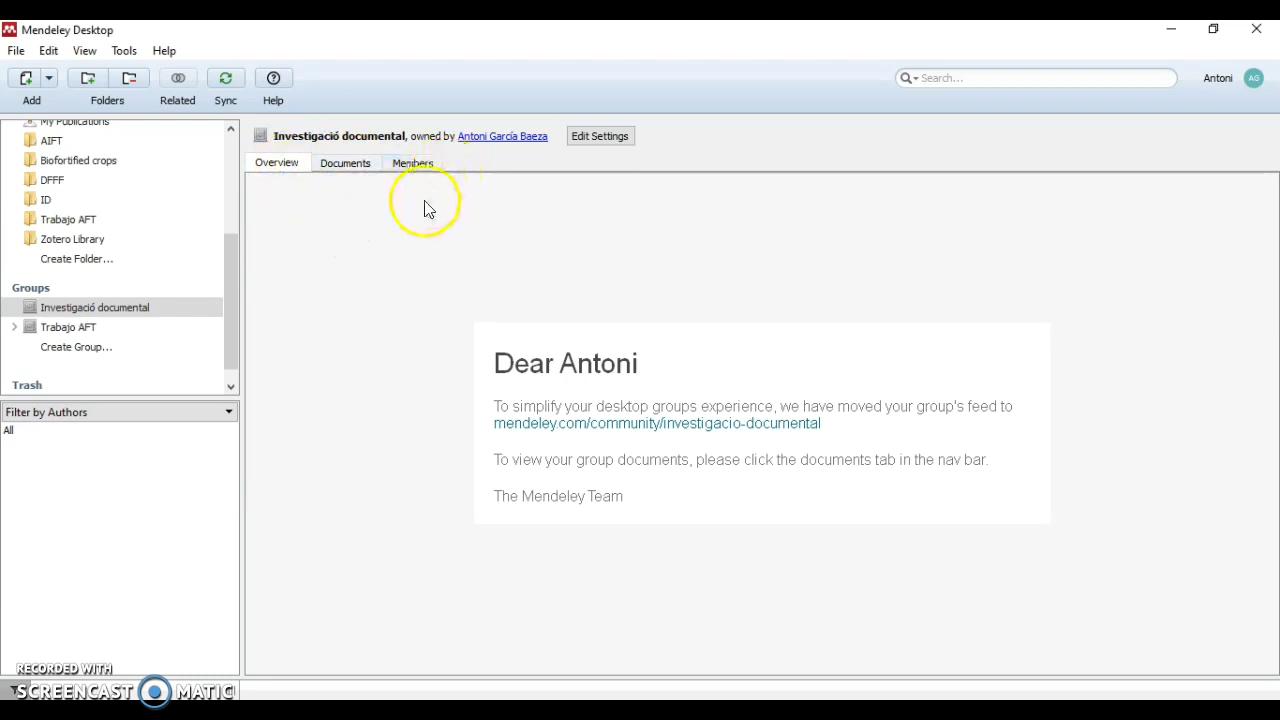 Mendeley Desktop
File Edit View Tools Help
Search...
Antoni AG
Add Folders Related Sync Help
My Publications
AIFT
Biofortified crops
DFFF
ID
Trabajo AFT
Zotero Library
Create Folder...
Groups
Investigació documental
Trabajo AFT
Create Group...
Trash
Filter by Authors
All
Investigació documental, owned by Antoni García Baeza Edit Settings
Overview Documents Members
Dear Antoni
To simplify your desktop groups experience, we have moved your group's feed to
mendeley.com/community/investigacio-documental
To view your group documents, please click the documents tab in the nav bar.
The Mendeley Team
RECORDED WITH
SCREENCAST MATIC